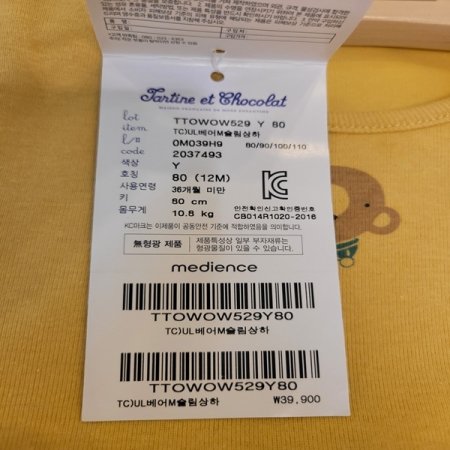 Tartine et Chocolat
lot TTOWOW529 Y 80
item TC)UL베어M슬림상하
L/# 0M039H9 80/90/100/110
code 2037493
색상 Y
호칭 80 (12M)
사용연령 36개월 미만
키 80 cm
몸무게 10.8 kg
안전확인신고확인증번호
CB014R1020-2016
KC마크는 이제품이 공통안전 기준에 적합하였음을 의미합니다.
無형광 제품
제품특성상 일부 부자재류는
형광물질이 있을 수 있습니다.
medience
TTOWOW529Y80
TC)UL베어M슬림상하
TTOWOW529Y80
TC)UL베어M슬림상하 ₩39,900